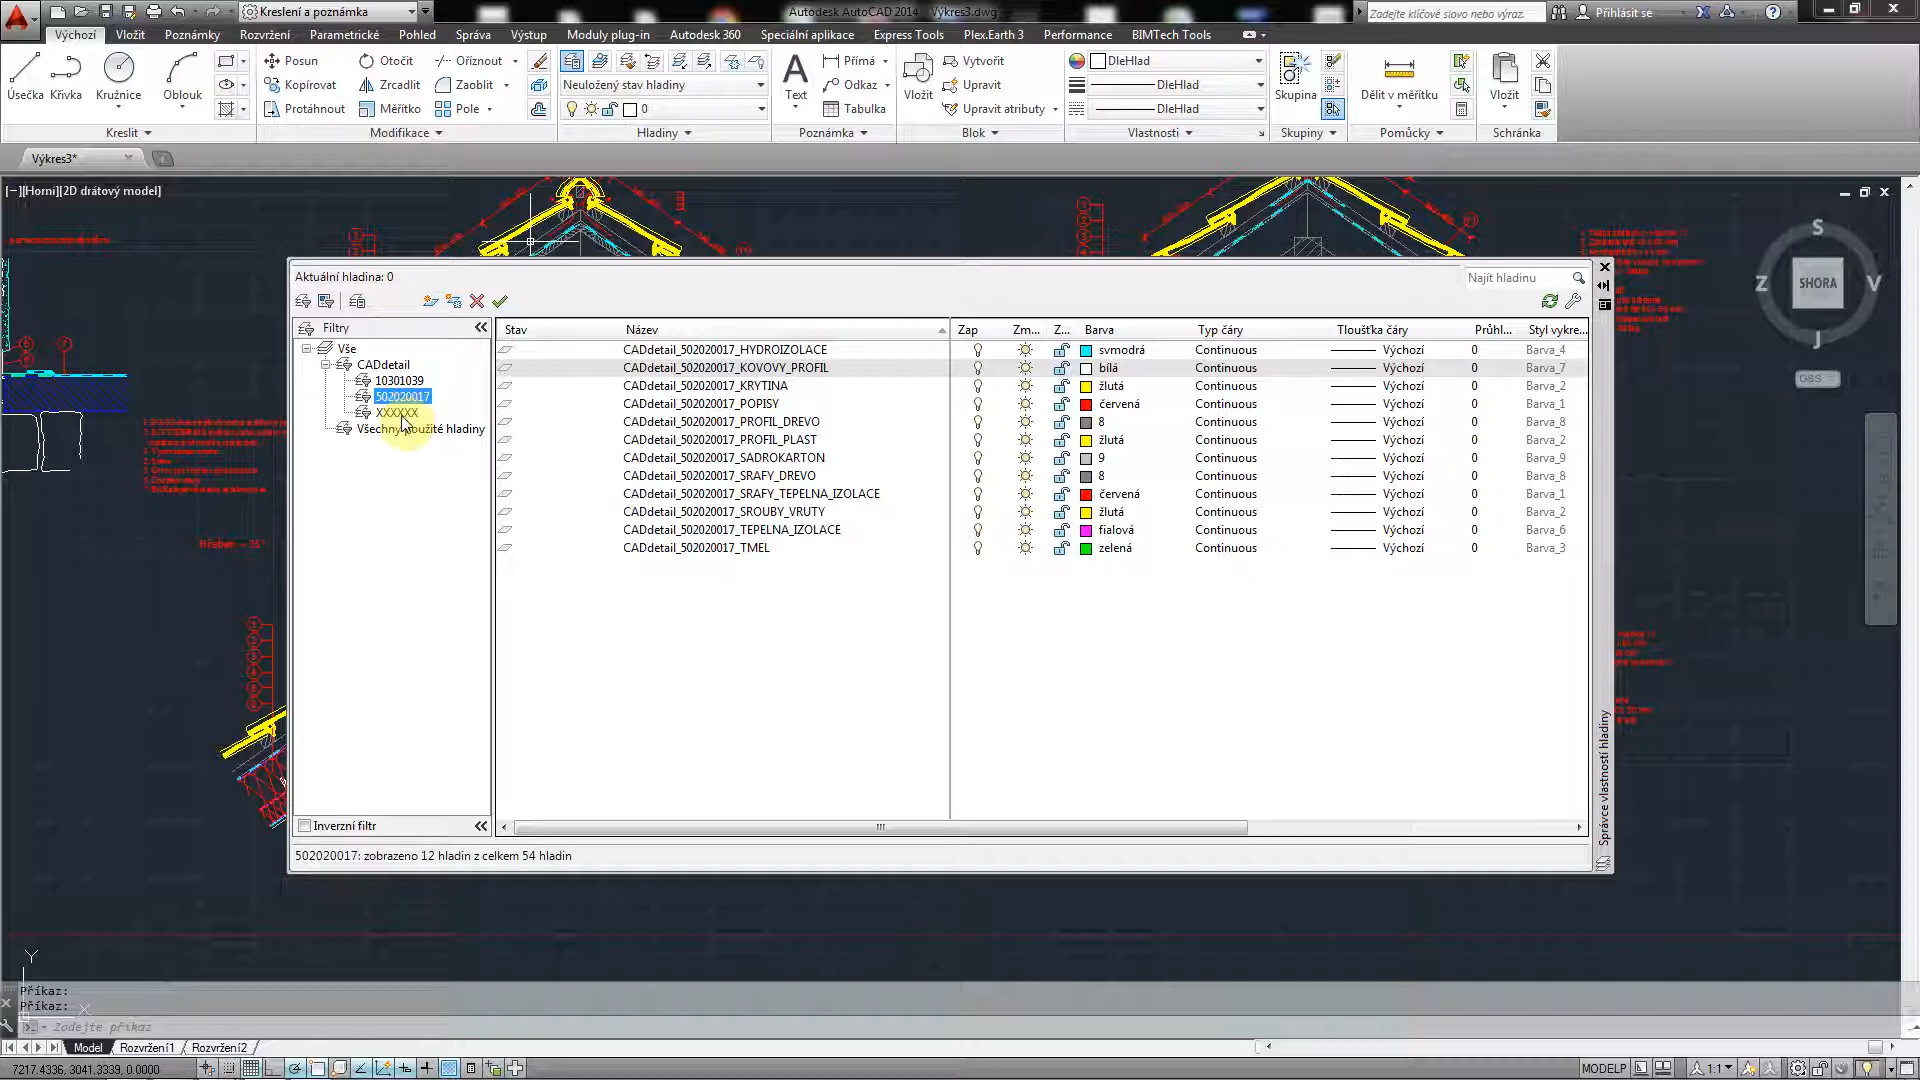 Kreslení a poznámka
Autodesk AutoCAD 2014 Výkres3.dwg
Zadejte klíčové slovo nebo výraz.
Přihlásit se
Výchozí Vložit Poznámky Rozvržení Parametrické Pohled Správa Výstup Moduly plug-in Autodesk 360 Speciální aplikace Express Tools Plex.Earth 3 Performance BIMTech Tools
Posun Otočit Oříznout
Kopírovat Zrcadlit Zaoblit
Protáhnout Měřítko Pole
Úsečka Křivka Kružnice Oblouk
Neuložený stav hladiny
0
Text
Přímá
Odkaz
Tabulka
Vložit
Vytvořit
Upravit
Upravit atributy
DleHlad
DleHlad
DleHlad
Skupina
Dělit v měřítku
Vložit
Kreslit Modifikace Hladiny Poznámka Blok Vlastnosti Skupiny Pomůcky Schránka
Výkres3*
[−][Horní][2D drátový model]
S
Z SHORA V
J
GSS
Aktuální hladina: 0
Najít hladinu
Filtry
Vše
CADdetail
10301039
502020017
XXXXXX
Všechny použité hladiny
Inverzní filtr
Stav Název Zap Zm... Z... Barva Typ čáry Tloušťka čáry Průhl... Styl vykre...
CADdetail_502020017_HYDROIZOLACE svmodrá Continuous Výchozí 0 Barva_4
CADdetail_502020017_KOVOVY_PROFIL bílá Continuous Výchozí 0 Barva_7
CADdetail_502020017_KRYTINA žlutá Continuous Výchozí 0 Barva_2
CADdetail_502020017_POPISY červená Continuous Výchozí 0 Barva_1
CADdetail_502020017_PROFIL_DREVO 8 Continuous Výchozí 0 Barva_8
CADdetail_502020017_PROFIL_PLAST žlutá Continuous Výchozí 0 Barva_2
CADdetail_502020017_SADROKARTON 9 Continuous Výchozí 0 Barva_9
CADdetail_502020017_SRAFY_DREVO 8 Continuous Výchozí 0 Barva_8
CADdetail_502020017_SRAFY_TEPELNA_IZOLACE červená Continuous Výchozí 0 Barva_1
CADdetail_502020017_SROUBY_VRUTY žlutá Continuous Výchozí 0 Barva_2
CADdetail_502020017_TEPELNA_IZOLACE fialová Continuous Výchozí 0 Barva_6
CADdetail_502020017_TMEL zelená Continuous Výchozí 0 Barva_3
502020017: zobrazeno 12 hladin z celkem 54 hladin
Správce vlastností hladiny
Y
X
Příkaz:
Příkaz:
Zadejte příkaz
Model Rozvržení1 Rozvržení2
7217.4336, 3041.3339, 0.0000
MODELP
1:1